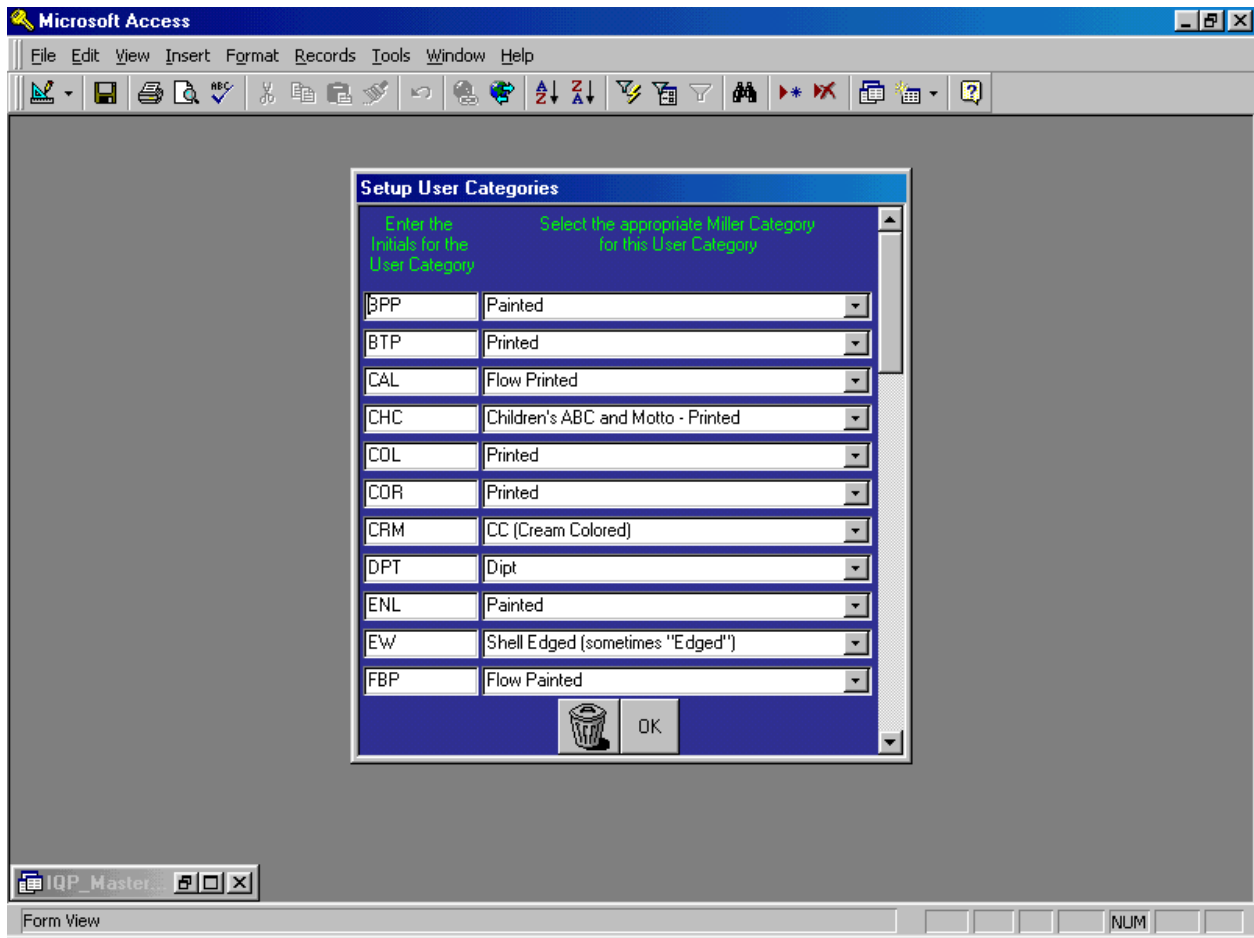 Microsoft Access
File Edit View Insert Format Records Tools Window Help
ABC
A Z Z A
Setup User Categories
Enter the Initials for the User Category
Select the appropriate Miller Category for this User Category
BPP Painted
BTP Printed
CAL Flow Printed
CHC Children's ABC and Motto - Printed
COL Printed
COR Printed
CRM CC (Cream Colored)
DPT Dipt
ENL Painted
EW Shell Edged (sometimes "Edged")
FBP Flow Painted
OK
IQP_Master...
Form View NUM